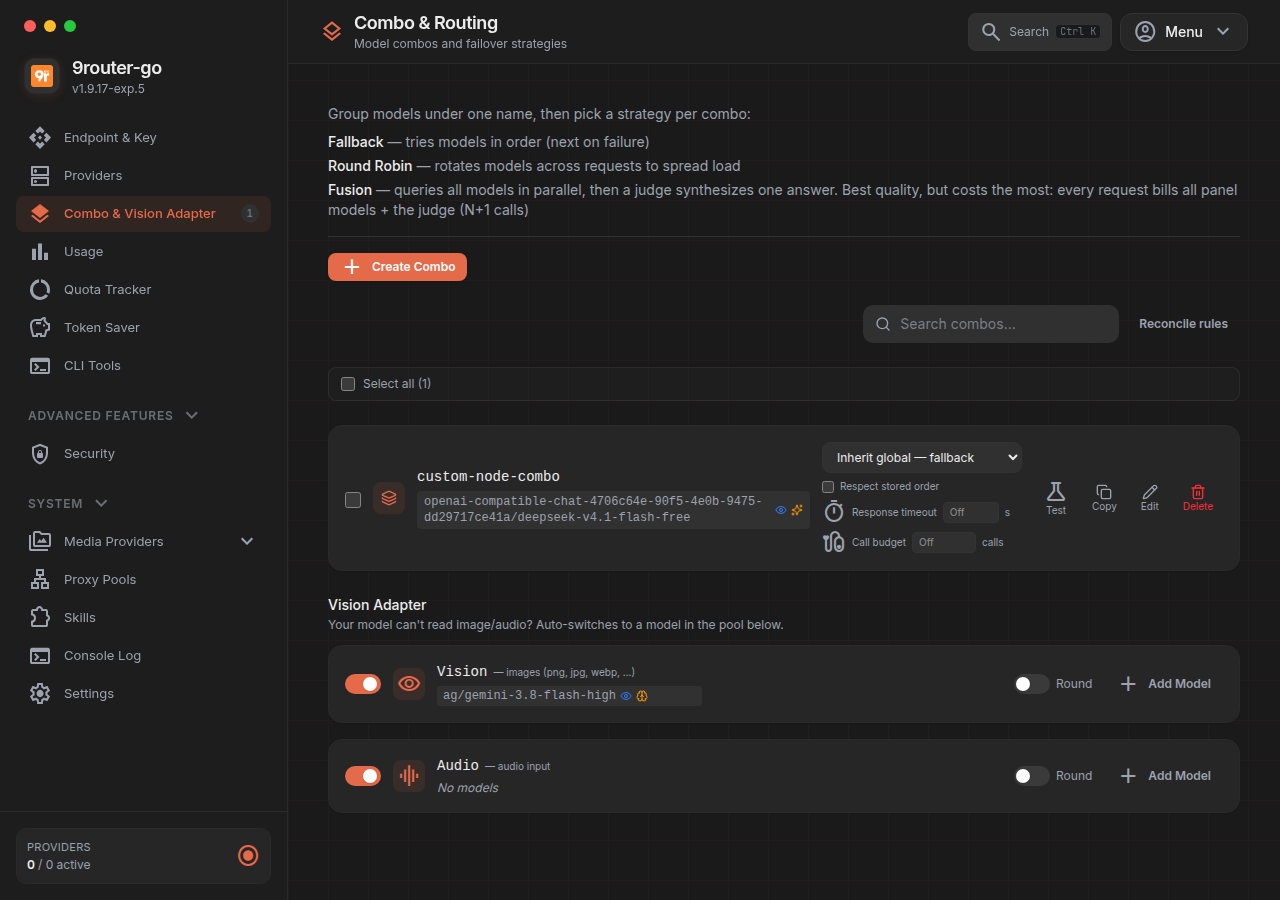 9r
9router-go
v1.9.17-exp.5
Endpoint & Key
Providers
Combo & Vision Adapter 1
Usage
Quota Tracker
Token Saver
CLI Tools
ADVANCED FEATURES
Security
SYSTEM
Media Providers
Proxy Pools
Skills
Console Log
Settings
PROVIDERS
0 / 0 active
Combo & Routing
Model combos and failover strategies
Search Ctrl K
Menu
Group models under one name, then pick a strategy per combo:
Fallback — tries models in order (next on failure)
Round Robin — rotates models across requests to spread load
Fusion — queries all models in parallel, then a judge synthesizes one answer. Best quality, but costs the most: every request bills all panel
models + the judge (N+1 calls)
Create Combo
Search combos...
Reconcile rules
Select all (1)
custom-node-combo
openai-compatible-chat-4706c64e-90f5-4e0b-9475-
dd29717ce41a/deepseek-v4.1-flash-free
Inherit global — fallback
Respect stored order
Response timeout Off s
Call budget Off calls
Test
Copy
Edit
Delete
Vision Adapter
Your model can't read image/audio? Auto-switches to a model in the pool below.
Vision — images (png, jpg, webp, ...)
ag/gemini-3.8-flash-high
Round
Add Model
Audio — audio input
No models
Round
Add Model